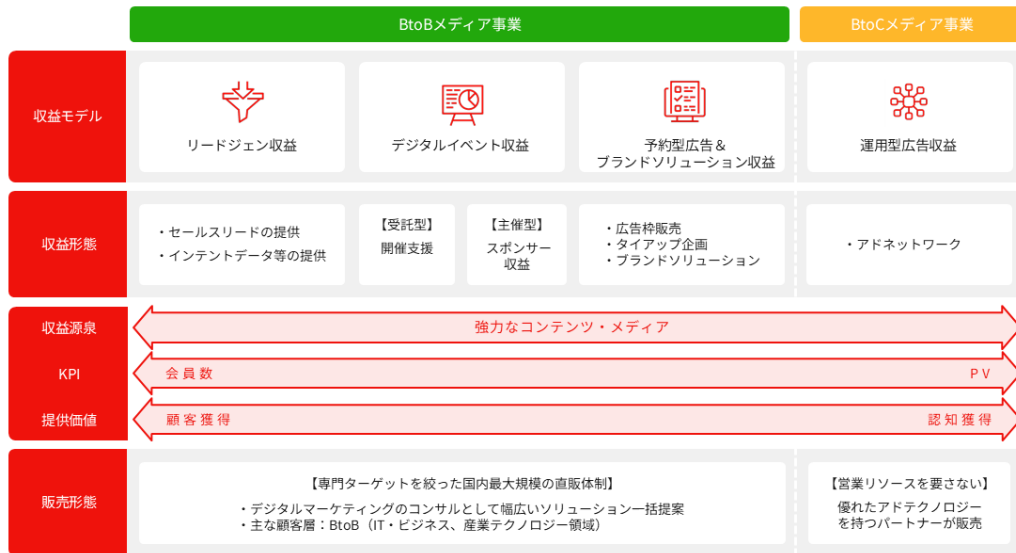 BtoBメディア事業
BtoCメディア事業
収益モデル
リードジェン収益
デジタルイベント収益
予約型広告＆
ブランドソリューション収益
運用型広告収益
収益形態
・セールスリードの提供
・インテントデータ等の提供
【受託型】
開催支援
【主催型】
スポンサー
収益
・広告枠販売
・タイアップ企画
・ブランドソリューション
・アドネットワーク
収益源泉
強力なコンテンツ・メディア
KPI
会員数
PV
提供価値
顧客獲得
認知獲得
販売形態
【専門ターゲットを絞った国内最大規模の直販体制】
・デジタルマーケティングのコンサルとして幅広いソリューション一括提案
・主な顧客層：BtoB（IT・ビジネス、産業テクノロジー領域）
【営業リソースを要さない】
優れたアドテクノロジー
を持つパートナーが販売